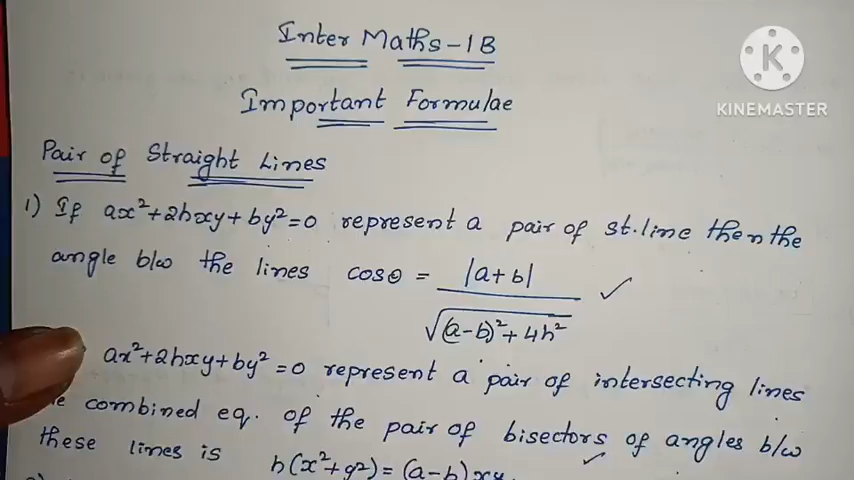 Inter Maths-1B
Important Formulae
KINEMASTER
Pair of Straight Lines
1) If ax²+2hxy+by²=0 represent a pair of st.line then the
angle b/w the lines cosθ = |a+b| / √(a-b)²+4h²
ax²+2hxy+by²=0 represent a pair of intersecting lines
combined eq. of the pair of bisectors of angles b/w
these lines is h(x²+y²)=(a-b)xy.